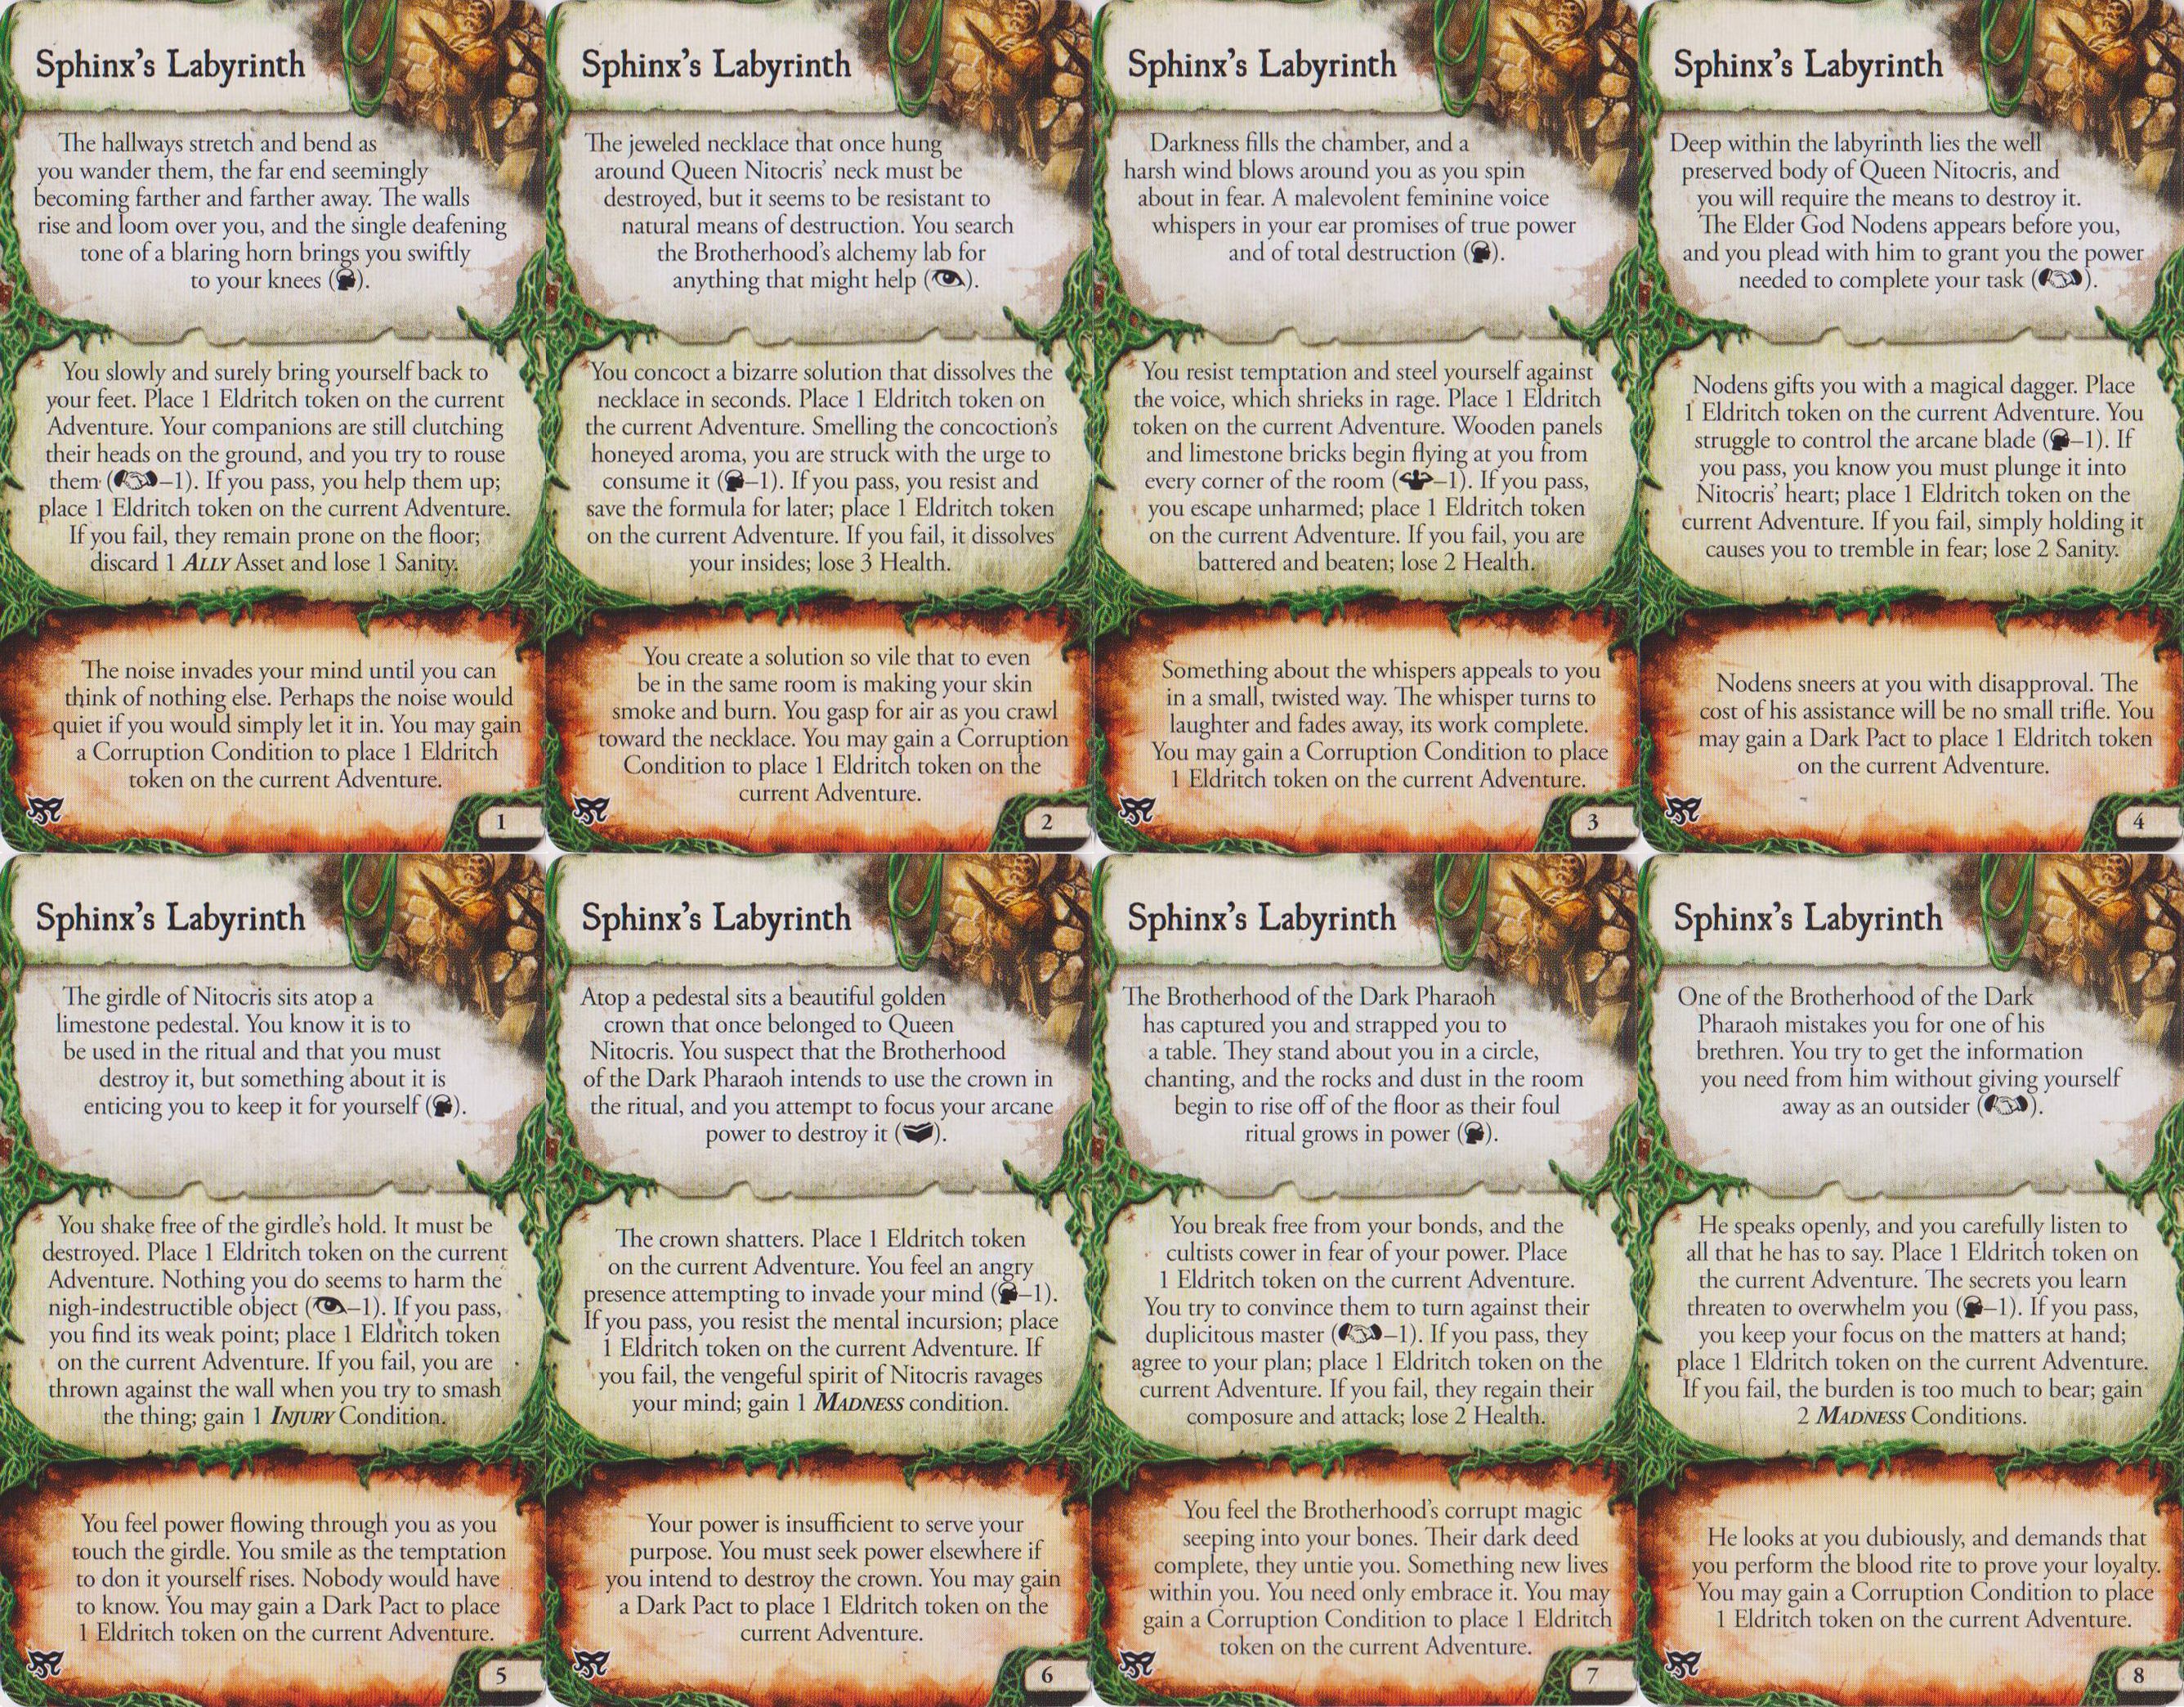 Sphinx's Labyrinth
The hallways stretch and bend as
you wander them, the far end seemingly
becoming farther and farther away. The walls
rise and loom over you, and the single deafening
tone of a blaring horn brings you swiftly
to your knees ( ).
You slowly and surely bring yourself back to
your feet. Place 1 Eldritch token on the current
Adventure. Your companions are still clutching
their heads on the ground, and you try to rouse
them ( –1). If you pass, you help them up;
place 1 Eldritch token on the current Adventure.
If you fail, they remain prone on the floor;
discard 1 ALLY Asset and lose 1 Sanity.
The noise invades your mind until you can
think of nothing else. Perhaps the noise would
quiet if you would simply let it in. You may gain
a Corruption Condition to place 1 Eldritch
token on the current Adventure.
1
Sphinx's Labyrinth
The jeweled necklace that once hung
around Queen Nitocris' neck must be
destroyed, but it seems to be resistant to
natural means of destruction. You search
the Brotherhood's alchemy lab for
anything that might help ( ).
You concoct a bizarre solution that dissolves the
necklace in seconds. Place 1 Eldritch token on
the current Adventure. Smelling the concoction's
honeyed aroma, you are struck with the urge to
consume it ( –1). If you pass, you resist and
save the formula for later; place 1 Eldritch token
on the current Adventure. If you fail, it dissolves
your insides; lose 3 Health.
You create a solution so vile that to even
be in the same room is making your skin
smoke and burn. You gasp for air as you crawl
toward the necklace. You may gain a Corruption
Condition to place 1 Eldritch token on the
current Adventure.
2
Sphinx's Labyrinth
Darkness fills the chamber, and a
harsh wind blows around you as you spin
about in fear. A malevolent feminine voice
whispers in your ear promises of true power
and of total destruction ( ).
You resist temptation and steel yourself against
the voice, which shrieks in rage. Place 1 Eldritch
token on the current Adventure. Wooden panels
and limestone bricks begin flying at you from
every corner of the room ( –1). If you pass,
you escape unharmed; place 1 Eldritch token
on the current Adventure. If you fail, you are
battered and beaten; lose 2 Health.
Something about the whispers appeals to you
in a small, twisted way. The whisper turns to
laughter and fades away, its work complete.
You may gain a Corruption Condition to place
1 Eldritch token on the current Adventure.
3
Sphinx's Labyrinth
Deep within the labyrinth lies the well
preserved body of Queen Nitocris, and
you will require the means to destroy it.
The Elder God Nodens appears before you,
and you plead with him to grant you the power
needed to complete your task ( ).
Nodens gifts you with a magical dagger. Place
1 Eldritch token on the current Adventure. You
struggle to control the arcane blade ( –1). If
you pass, you know you must plunge it into
Nitocris' heart; place 1 Eldritch token on the
current Adventure. If you fail, simply holding it
causes you to tremble in fear; lose 2 Sanity.
Nodens sneers at you with disapproval. The
cost of his assistance will be no small trifle. You
may gain a Dark Pact to place 1 Eldritch token
on the current Adventure.
4
Sphinx's Labyrinth
The girdle of Nitocris sits atop a
limestone pedestal. You know it is to
be used in the ritual and that you must
destroy it, but something about it is
enticing you to keep it for yourself ( ).
You shake free of the girdle's hold. It must be
destroyed. Place 1 Eldritch token on the current
Adventure. Nothing you do seems to harm the
nigh-indestructible object ( –1). If you pass,
you find its weak point; place 1 Eldritch token
on the current Adventure. If you fail, you are
thrown against the wall when you try to smash
the thing; gain 1 INJURY Condition.
You feel power flowing through you as you
touch the girdle. You smile as the temptation
to don it yourself rises. Nobody would have
to know. You may gain a Dark Pact to place
1 Eldritch token on the current Adventure.
5
Sphinx's Labyrinth
Atop a pedestal sits a beautiful golden
crown that once belonged to Queen
Nitocris. You suspect that the Brotherhood
of the Dark Pharaoh intends to use the crown in
the ritual, and you attempt to focus your arcane
power to destroy it ( ).
The crown shatters. Place 1 Eldritch token
on the current Adventure. You feel an angry
presence attempting to invade your mind ( –1).
If you pass, you resist the mental incursion; place
1 Eldritch token on the current Adventure. If
you fail, the vengeful spirit of Nitocris ravages
your mind; gain 1 MADNESS condition.
Your power is insufficient to serve your
purpose. You must seek power elsewhere if
you intend to destroy the crown. You may gain
a Dark Pact to place 1 Eldritch token on the
current Adventure.
6
Sphinx's Labyrinth
The Brotherhood of the Dark Pharaoh
has captured you and strapped you to
a table. They stand about you in a circle,
chanting, and the rocks and dust in the room
begin to rise off of the floor as their foul
ritual grows in power ( ).
You break free from your bonds, and the
cultists cower in fear of your power. Place
1 Eldritch token on the current Adventure.
You try to convince them to turn against their
duplicitous master ( –1). If you pass, they
agree to your plan; place 1 Eldritch token on the
current Adventure. If you fail, they regain their
composure and attack; lose 2 Health.
You feel the Brotherhood's corrupt magic
seeping into your bones. Their dark deed
complete, they untie you. Something new lives
within you. You need only embrace it. You may
gain a Corruption Condition to place 1 Eldritch
token on the current Adventure.
7
Sphinx's Labyrinth
One of the Brotherhood of the Dark
Pharaoh mistakes you for one of his
brethren. You try to get the information
you need from him without giving yourself
away as an outsider ( ).
He speaks openly, and you carefully listen to
all that he has to say. Place 1 Eldritch token on
the current Adventure. The secrets you learn
threaten to overwhelm you ( –1). If you pass,
you keep your focus on the matters at hand;
place 1 Eldritch token on the current Adventure.
If you fail, the burden is too much to bear; gain
2 MADNESS Conditions.
He looks at you dubiously, and demands that
you perform the blood rite to prove your loyalty.
You may gain a Corruption Condition to place
1 Eldritch token on the current Adventure.
8